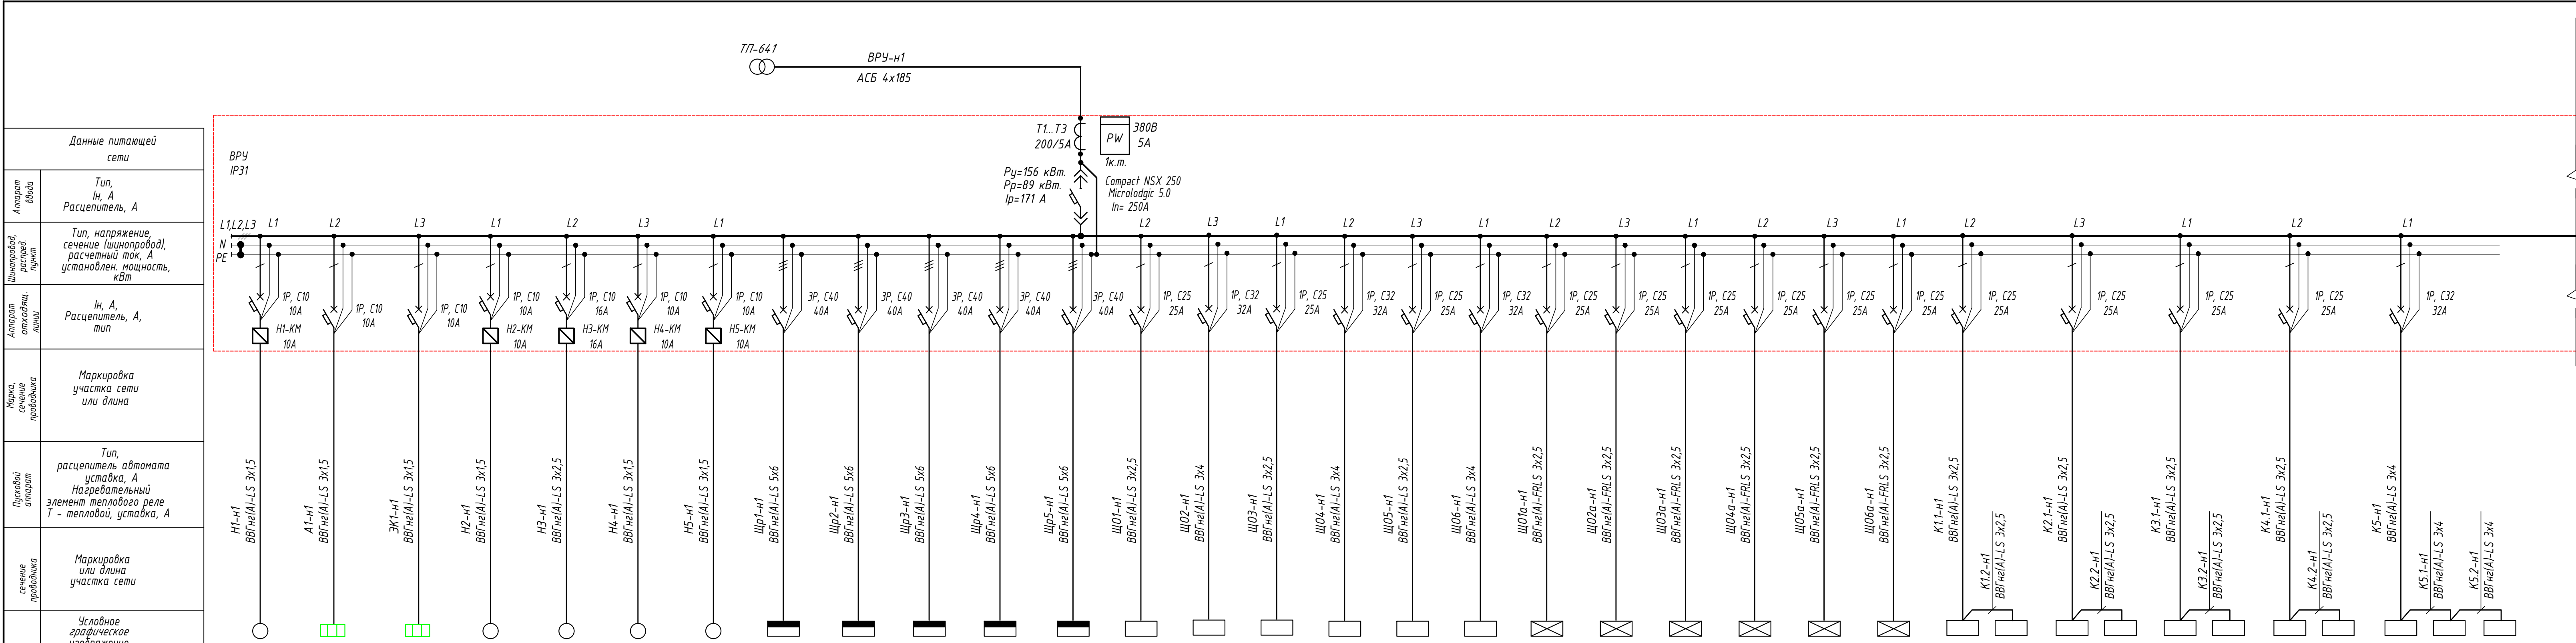 ТП-641
ВРУ-н1
АСБ 4х185
Данные питающей
сети
Аппарат
ввода
Тип,
Iн, А
Расцепитель, А
Шинопровод,
распред.
пункт
Тип, напряжение,
сечение (шинопровод),
расчетный ток, А
установлен. мощность,
кВт
Аппарат
отходящ.
линии
Iн, А,
Расцепитель, А,
тип
Марка,
сечение
проводника
Маркировка
участка сети
или длина
Пусковой
аппарат
Тип,
расцепитель автомата
уставка, А
Нагревательный
элемент теплового реле
Т - тепловой, уставка, А
сечение
проводника
Маркировка
или длина
участка сети
Условное
графическое
изображение
ВРУ
IP31
Т1...Т3
200/5А
PW
380В
5А
1к.т.
Ру=156 кВт.
Рр=89 кВт.
Iр=171 А
Compact NSX 250
Microlodgic 5.0
In= 250A
L1,L2,L3
N
PE
L1
L2
L3
L1
L2
L3
L1
L2
L3
L1
L2
L3
L1
L2
L3
L1
L2
L3
L1
L2
L3
L1
L2
L1
1Р, С10
10А
1Р, С10
10А
1Р, С10
10А
1Р, С10
10А
1Р, С10
16А
1Р, С10
10А
1Р, С10
10А
3Р, С40
40А
3Р, С40
40А
3Р, С40
40А
3Р, С40
40А
3Р, С40
40А
1Р, С25
25А
1Р, С32
32А
1Р, С25
25А
1Р, С32
32А
1Р, С25
25А
1Р, С32
32А
1Р, С25
25А
1Р, С25
25А
1Р, С25
25А
1Р, С25
25А
1Р, С25
25А
1Р, С25
25А
1Р, С25
25А
1Р, С25
25А
1Р, С25
25А
1Р, С25
25А
1Р, С32
32А
Н1-КМ
10А
Н2-КМ
10А
Н3-КМ
16А
Н4-КМ
10А
Н5-КМ
10А
Н1-н1
ВВГнг(А)-LS 3х1,5
А1-н1
ВВГнг(А)-LS 3х1,5
ЭК1-н1
ВВГнг(А)-LS 3х1,5
Н2-н1
ВВГнг(А)-LS 3х1,5
Н3-н1
ВВГнг(А)-LS 3х2,5
Н4-н1
ВВГнг(А)-LS 3х1,5
Н5-н1
ВВГнг(А)-LS 3х1,5
Щр1-н1
ВВГнг(А)-LS 5х6
Щр2-н1
ВВГнг(А)-LS 5х6
Щр3-н1
ВВГнг(А)-LS 5х6
Щр4-н1
ВВГнг(А)-LS 5х6
Щр5-н1
ВВГнг(А)-LS 5х6
ЩО1-н1
ВВГнг(А)-LS 3х2,5
ЩО2-н1
ВВГнг(А)-LS 3х4
ЩО3-н1
ВВГнг(А)-LS 3х2,5
ЩО4-н1
ВВГнг(А)-LS 3х4
ЩО5-н1
ВВГнг(А)-LS 3х2,5
ЩО6-н1
ВВГнг(А)-LS 3х4
ЩО1а-н1
ВВГнг(А)-FRLS 3х2,5
ЩО2а-н1
ВВГнг(А)-FRLS 3х2,5
ЩО3а-н1
ВВГнг(А)-FRLS 3х2,5
ЩО4а-н1
ВВГнг(А)-FRLS 3х2,5
ЩО5а-н1
ВВГнг(А)-FRLS 3х2,5
ЩО6а-н1
ВВГнг(А)-FRLS 3х2,5
К1.1-н1
ВВГнг(А)-LS 3х2,5
К1.2-н1
ВВГнг(А)-LS 3х2,5
К2.1-н1
ВВГнг(А)-LS 3х2,5
К2.2-н1
ВВГнг(А)-LS 3х2,5
К3.1-н1
ВВГнг(А)-LS 3х2,5
К3.2-н1
ВВГнг(А)-LS 3х2,5
К4.1-н1
ВВГнг(А)-LS 3х2,5
К4.2-н1
ВВГнг(А)-LS 3х2,5
К5-н1
ВВГнг(А)-LS 3х4
К5.1-н1
ВВГнг(А)-LS 3х4
К5.2-н1
ВВГнг(А)-LS 3х4